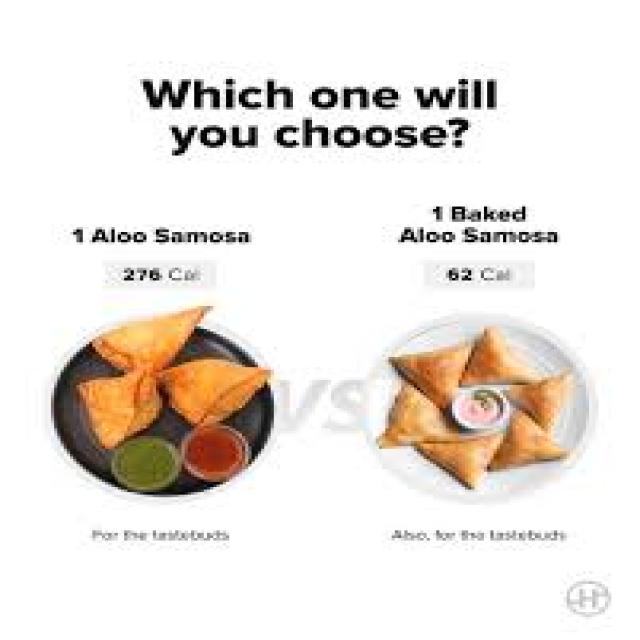 Which one will
you choose?
1 Aloo Samosa
276 Cal
1 Baked
Aloo Samosa
62 Cal
vs
For the tastebuds
Also, for the tastebuds
H